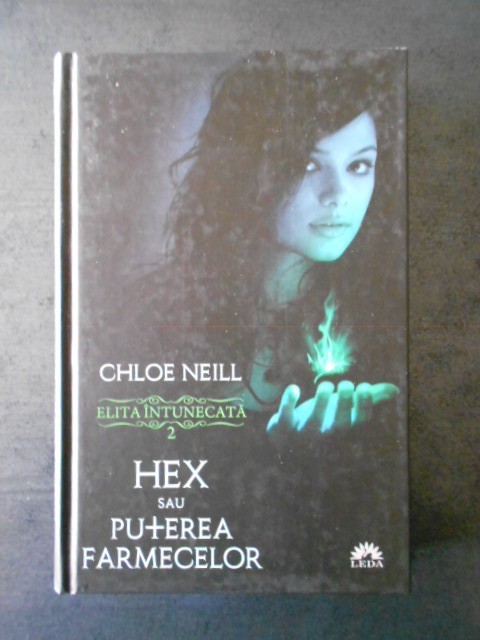 CHLOE NEILL
ELITA ÎNTUNECATĂ
2
HEX
SAU
PUTEREA
FARMECELOR
LEDA